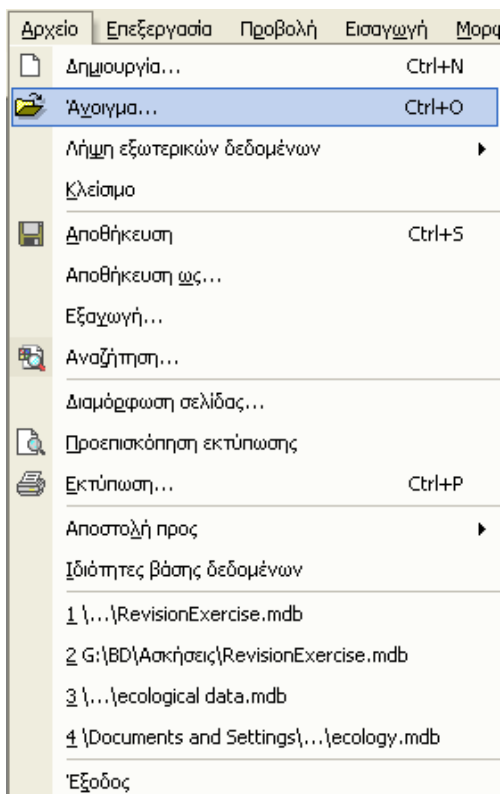 Αρχείο Επεξεργασία Προβολή Εισαγωγή Μορφ
Δημιουργία... Ctrl+N
Άνοιγμα... Ctrl+O
Λήψη εξωτερικών δεδομένων
Κλείσιμο
Αποθήκευση Ctrl+S
Αποθήκευση ως...
Εξαγωγή...
Αναζήτηση...
Διαμόρφωση σελίδας...
Προεπισκόπηση εκτύπωσης
Εκτύπωση... Ctrl+P
Αποστολή προς
Ιδιότητες βάσης δεδομένων
1 \...\RevisionExercise.mdb
2 G:\BD\Ασκήσεις\RevisionExercise.mdb
3 \...\ecological data.mdb
4 \Documents and Settings\...\ecology.mdb
Έξοδος